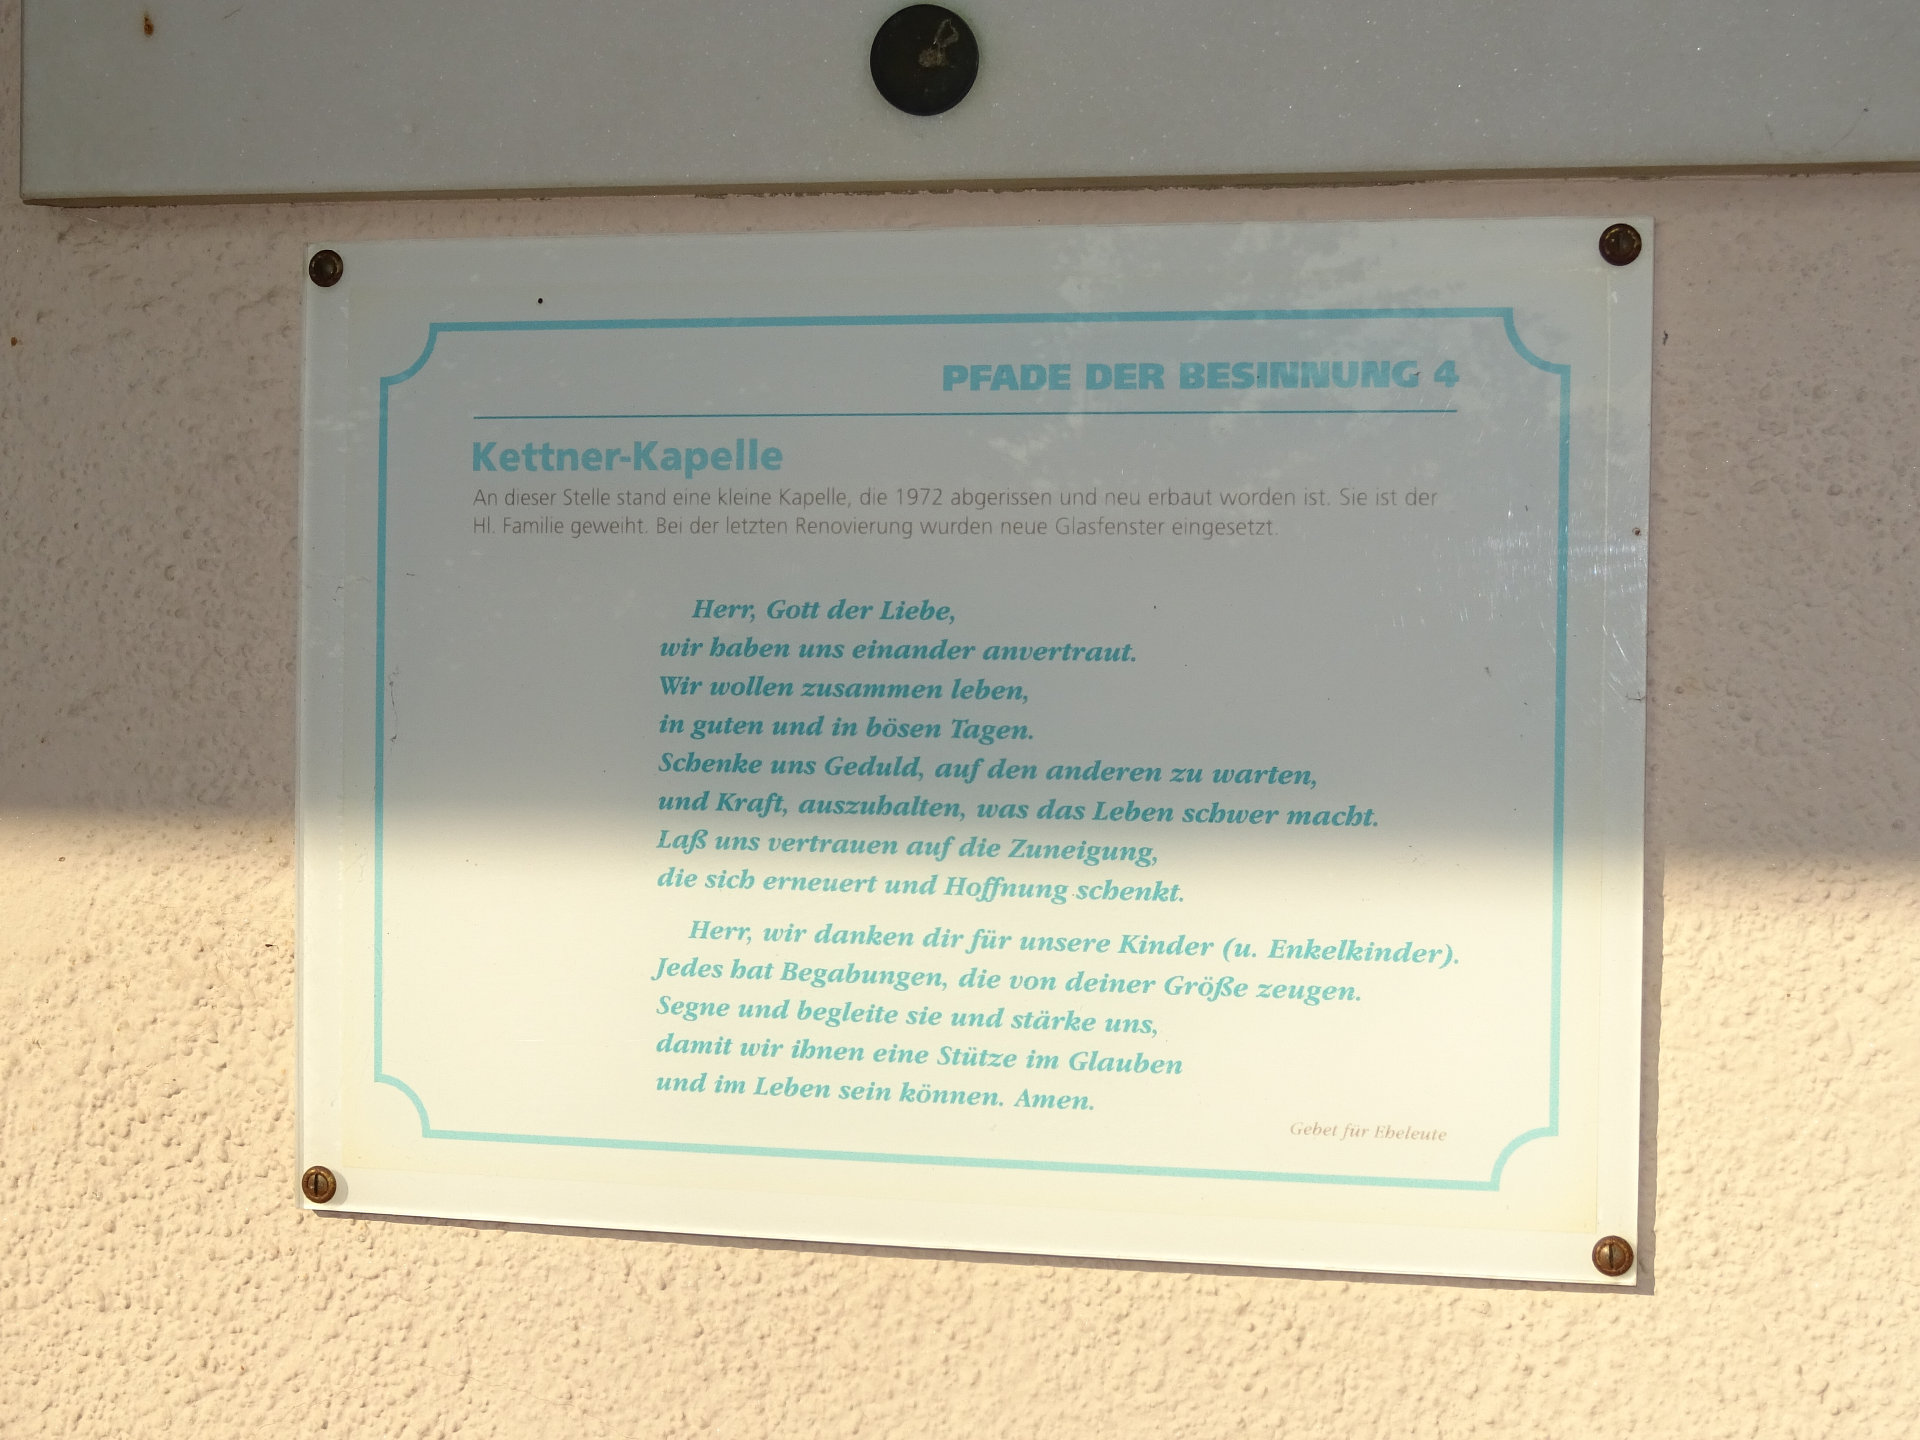 PFADE DER BESINNUNG 4
Kettner-Kapelle
An dieser Stelle stand eine kleine Kapelle, die 1972 abgerissen und neu erbaut worden ist. Sie ist der
Hl. Familie geweiht. Bei der letzten Renovierung wurden neue Glasfenster eingesetzt.
Herr, Gott der Liebe,
wir haben uns einander anvertraut.
Wir wollen zusammen leben,
in guten und in bösen Tagen.
Schenke uns Geduld, auf den anderen zu warten,
und Kraft, auszuhalten, was das Leben schwer macht.
Laß uns vertrauen auf die Zuneigung,
die sich erneuert und Hoffnung schenkt.
Herr, wir danken dir für unsere Kinder (u. Enkelkinder).
Jedes hat Begabungen, die von deiner Größe zeugen.
Segne und begleite sie und stärke uns,
damit wir ihnen eine Stütze im Glauben
und im Leben sein können. Amen.
Gebet für Eheleute